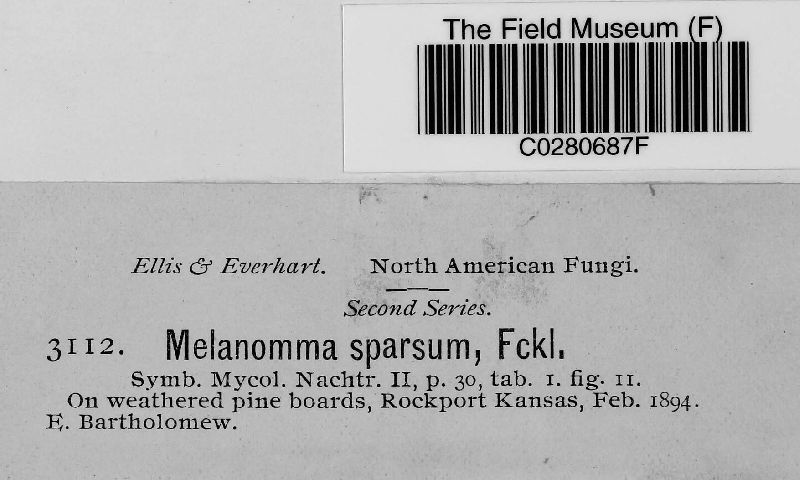 The Field Museum (F)
C0280687F
Ellis & Everhart. North American Fungi.
Second Series.
3112. Melanomma sparsum, Fckl.
Symb. Mycol. Nachtr. II, p. 30, tab. 1. fig. 11.
On weathered pine boards, Rockport Kansas, Feb. 1894.
E. Bartholomew.